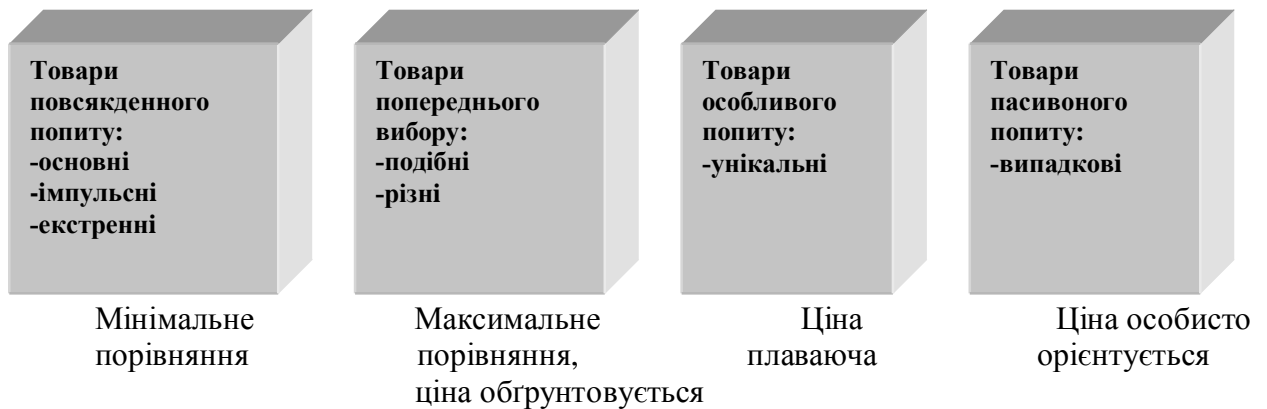 Товари
повсякденного
попиту:
-основні
-імпульсні
-екстренні
Товари
попереднього
вибору:
-подібні
-різні
Товари
особливого
попиту:
-унікальні
Товари
пасивоного
попиту:
-випадкові
Мінімальне
порівняння
Максимальне
порівняння,
ціна обґрунтовується
Ціна
плаваюча
Ціна особисто
орієнтується